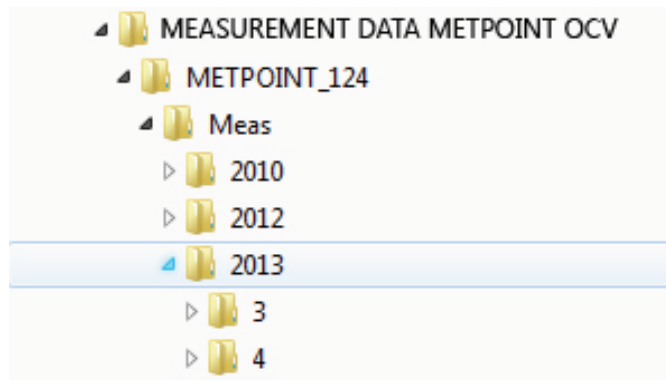 MEASUREMENT DATA METPOINT OCV
METPOINT_124
Meas
2010
2012
2013
3
4